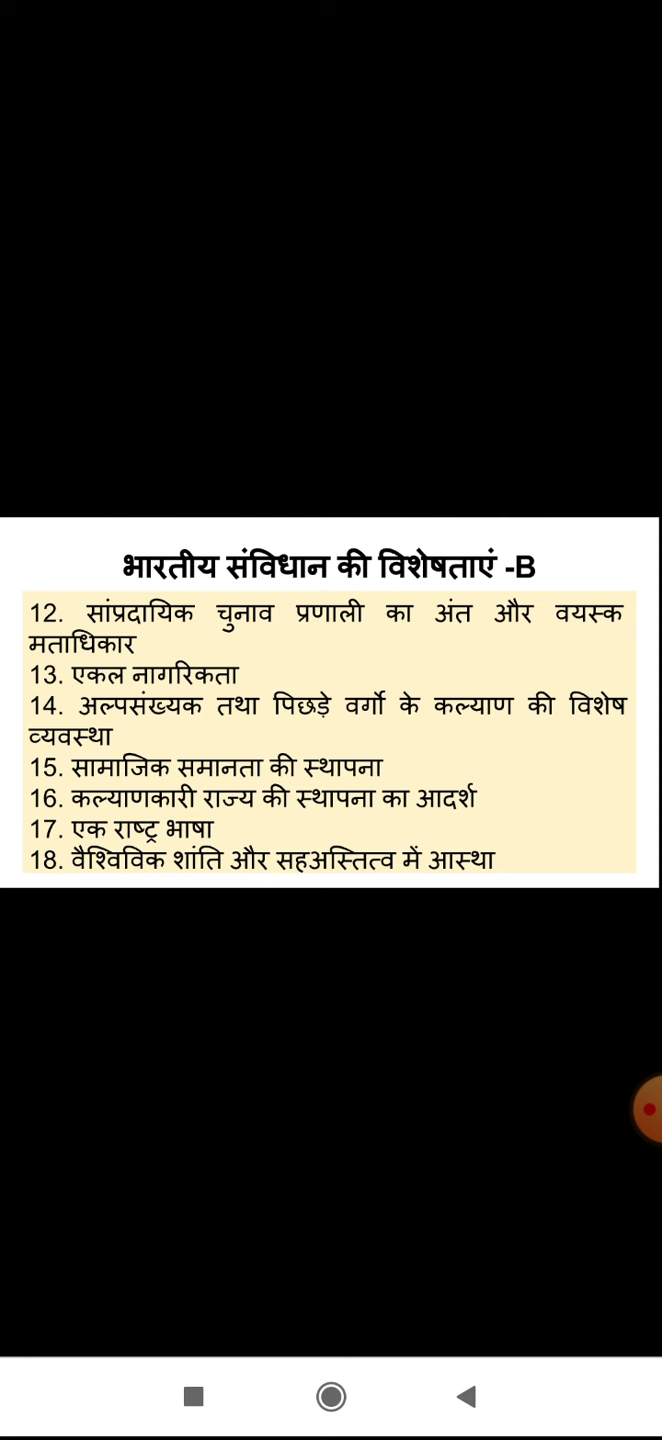 भारतीय संविधान की विशेषताएं -B
12. सांप्रदायिक चुनाव प्रणाली का अंत और वयस्क
मताधिकार
13. एकल नागरिकता
14. अल्पसंख्यक तथा पिछड़े वर्गो के कल्याण की विशेष
व्यवस्था
15. सामाजिक समानता की स्थापना
16. कल्याणकारी राज्य की स्थापना का आदर्श
17. एक राष्ट्र भाषा
18. वैश्विविक शांति और सहअस्तित्व में आस्था